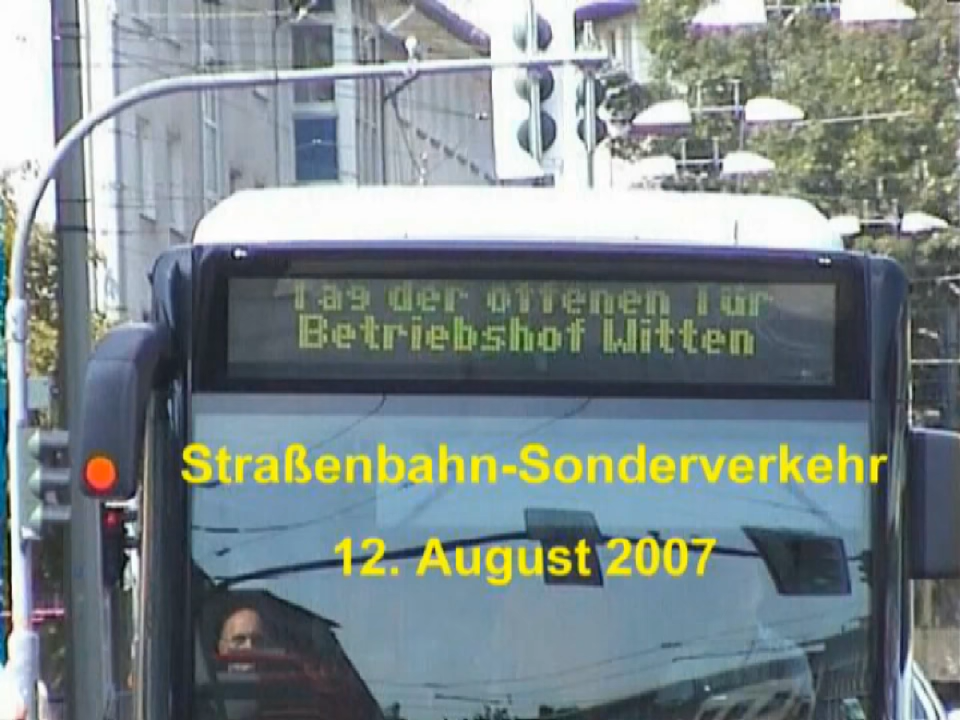 Tag der offenen Tür
Betriebshof Witten
Straßenbahn-Sonderverkehr
12. August 2007